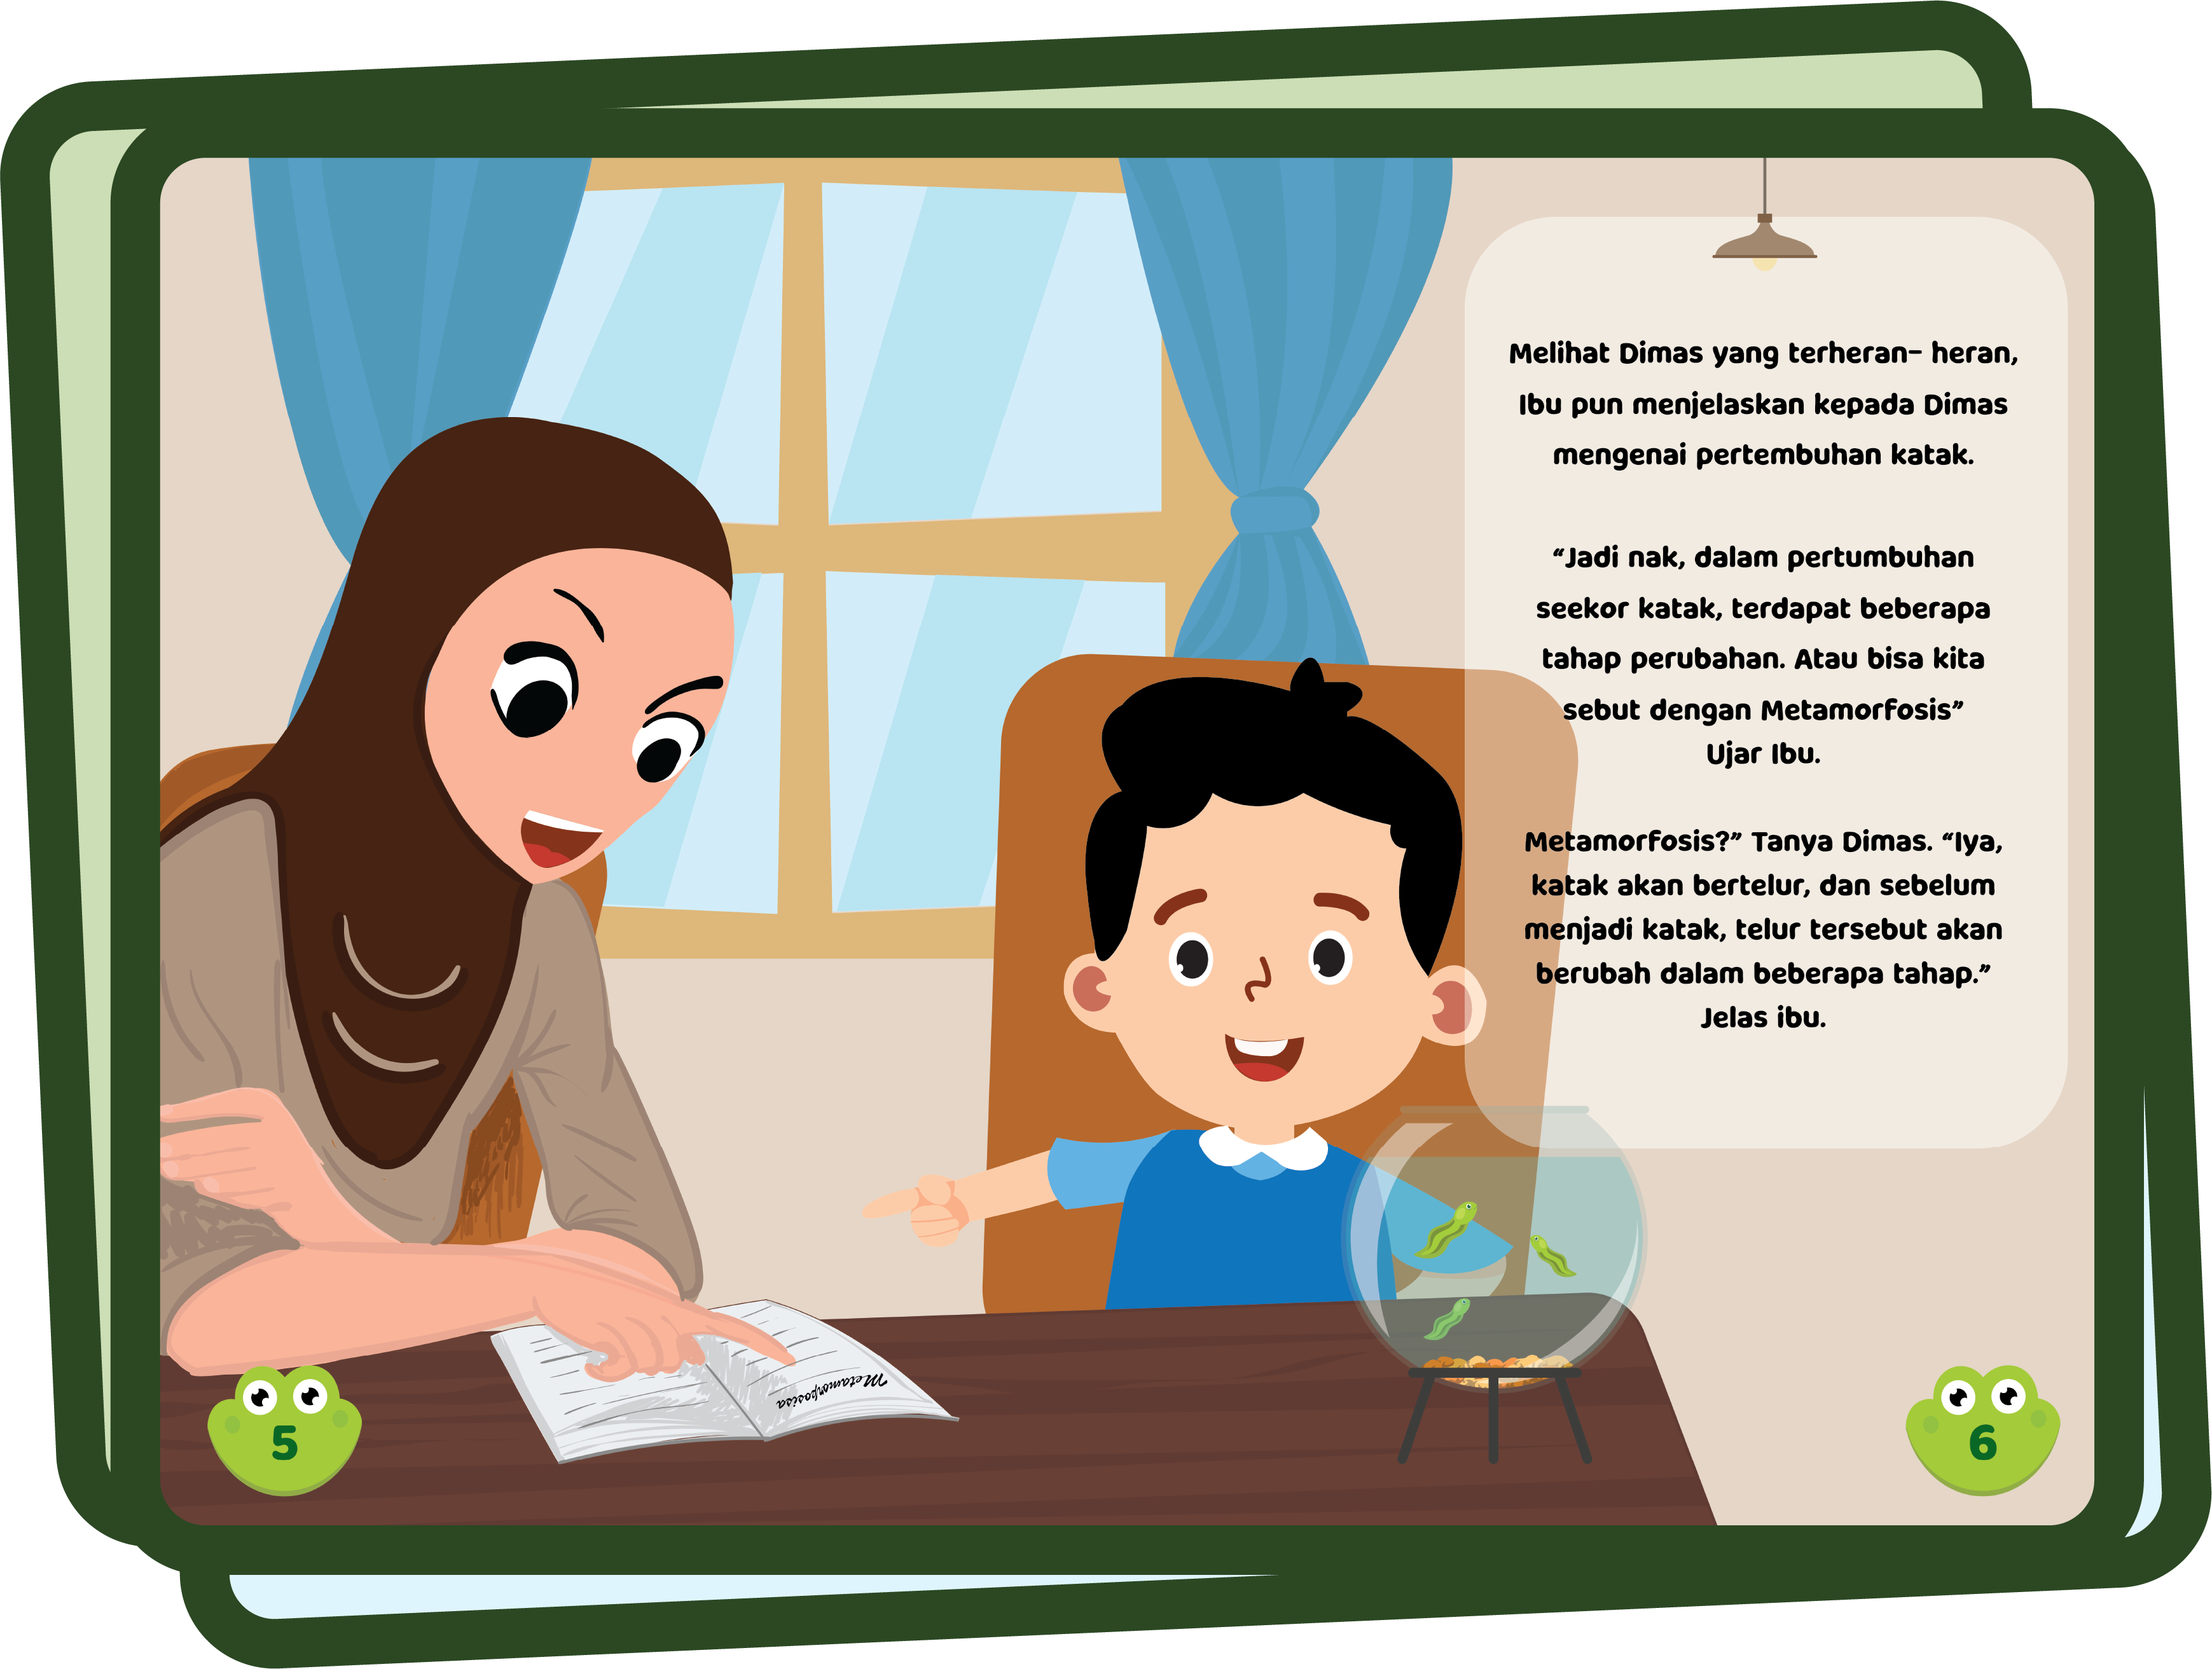 Melihat Dimas yang terheran- heran,
Ibu pun menjelaskan kepada Dimas
mengenai pertembuhan katak.
“Jadi nak, dalam pertumbuhan
seekor katak, terdapat beberapa
tahap perubahan. Atau bisa kita
sebut dengan Metamorfosis”
Ujar Ibu.
Metamorfosis?” Tanya Dimas. “Iya,
katak akan bertelur, dan sebelum
menjadi katak, telur tersebut akan
berubah dalam beberapa tahap.”
Jelas ibu.
5
6